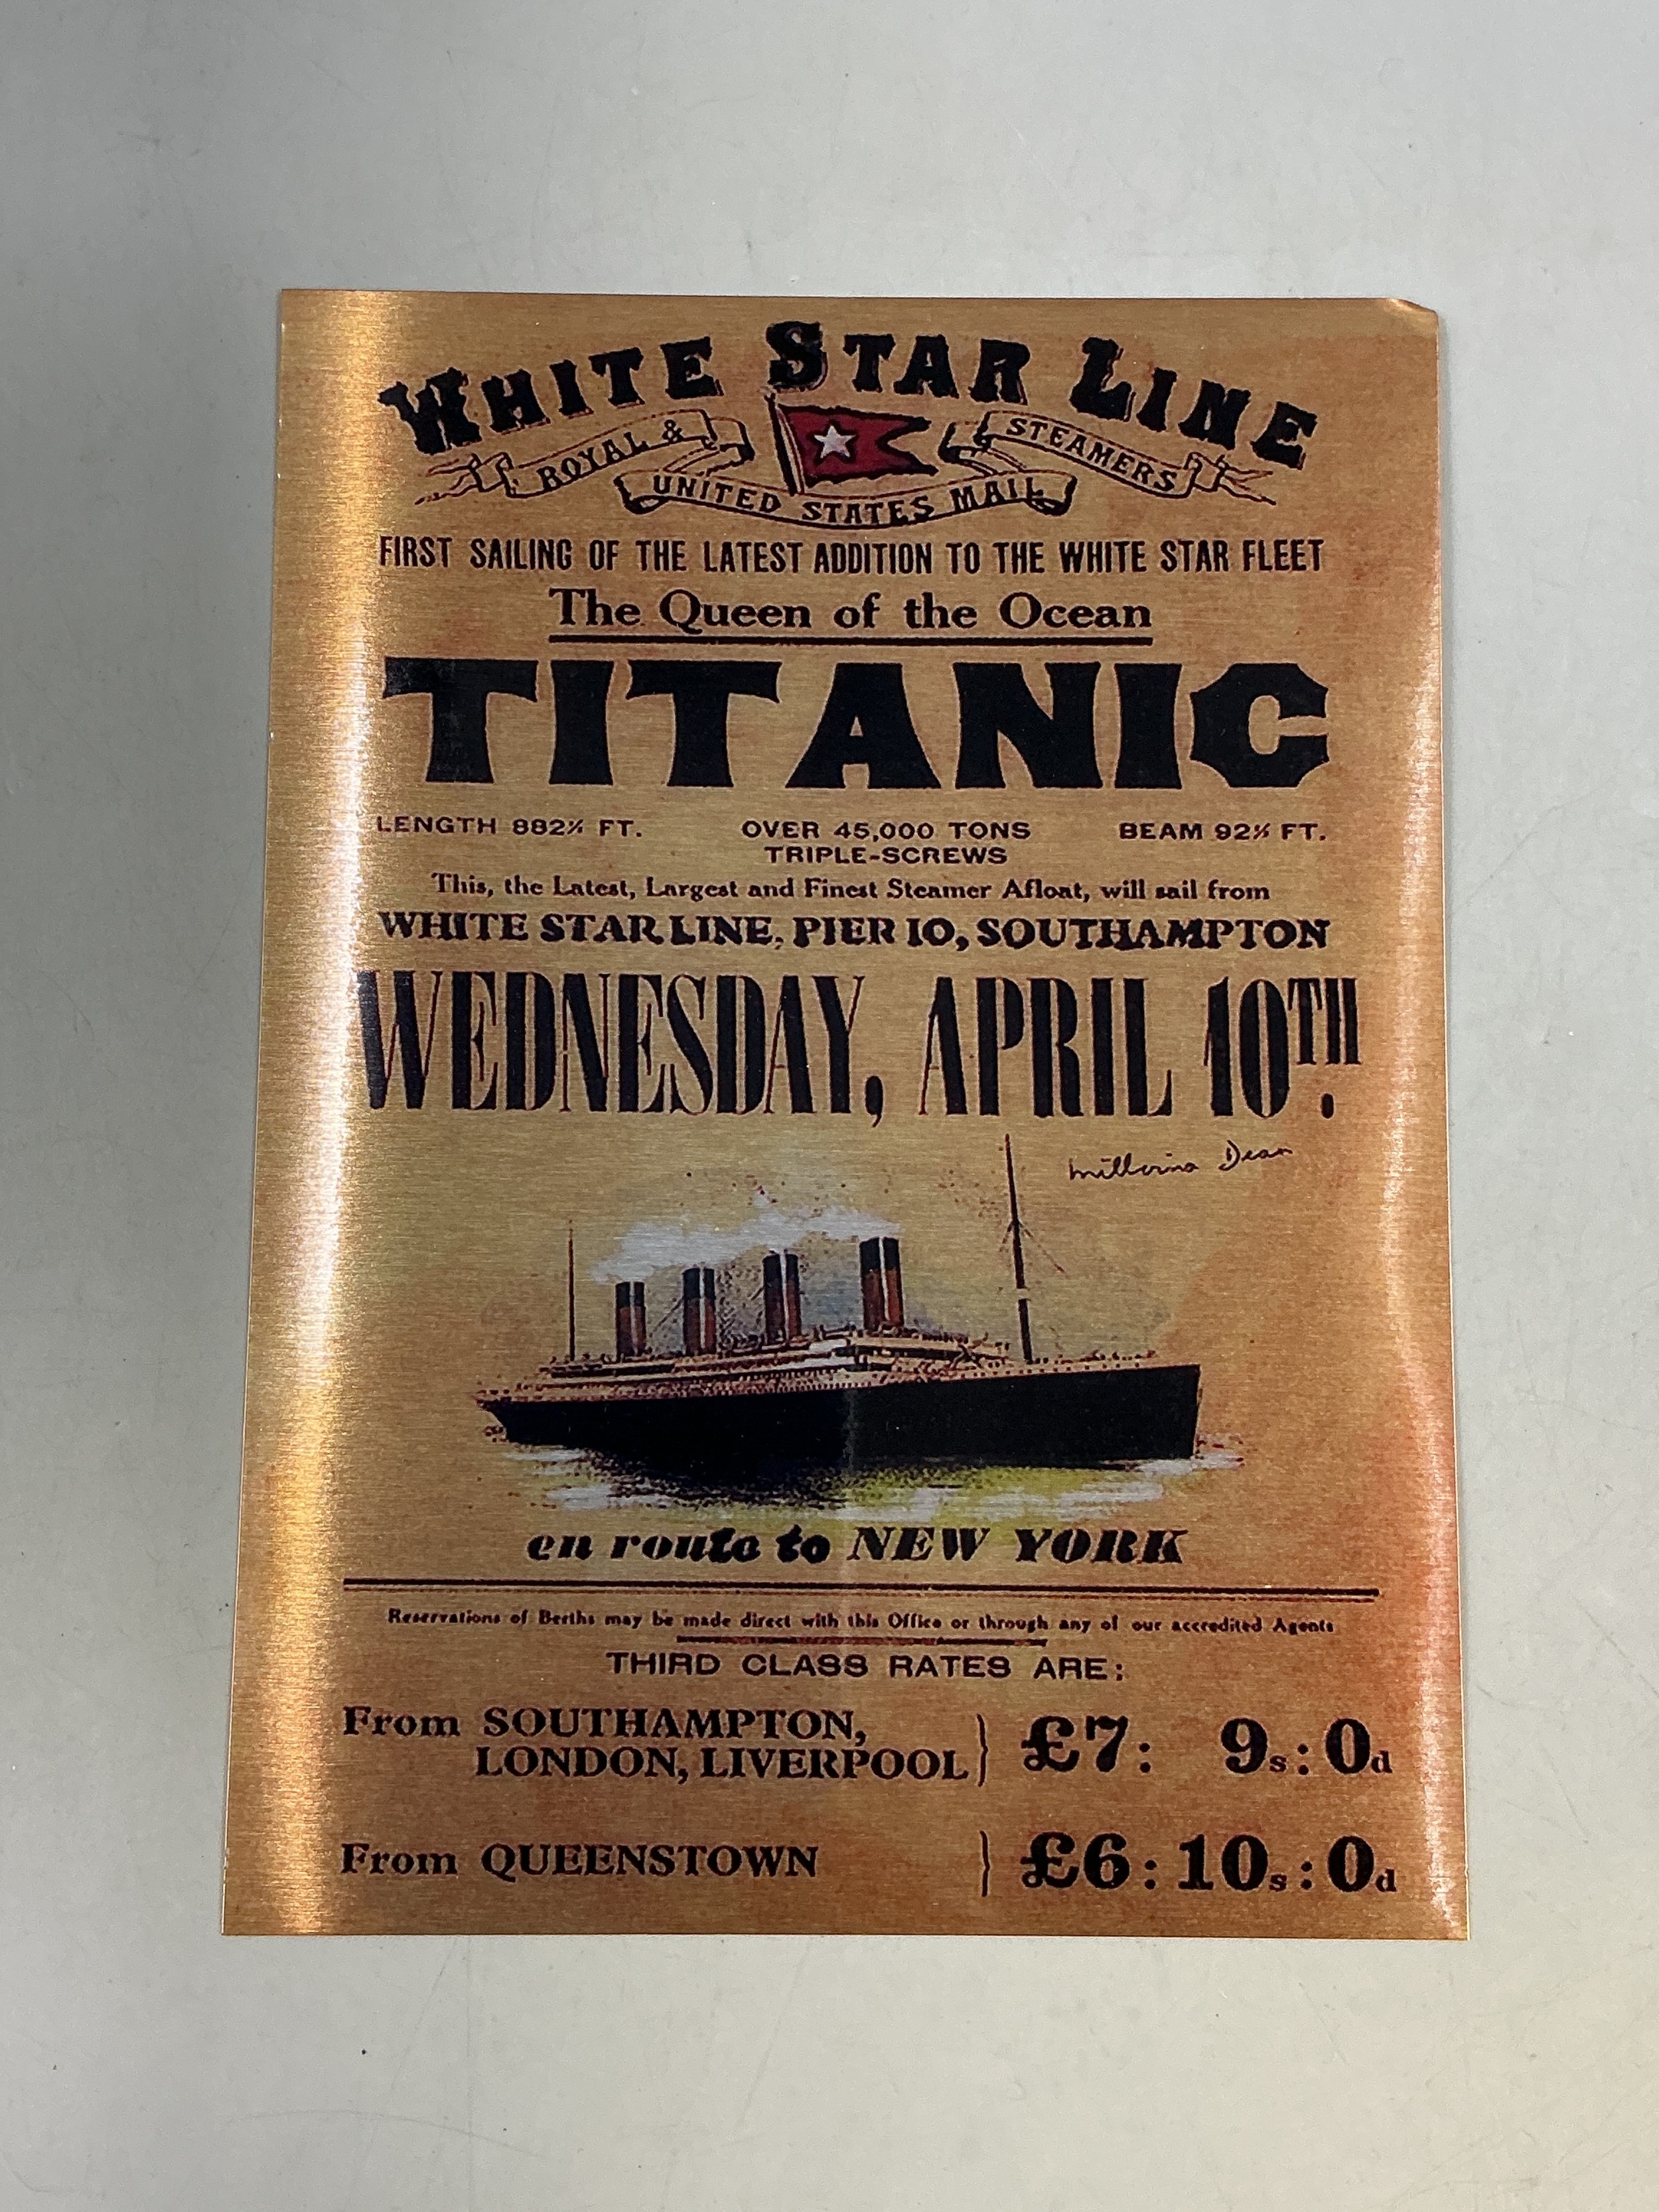 WHITE STAR LINE
ROYAL & UNITED STATES MAIL STEAMERS
FIRST SAILING OF THE LATEST ADDITION TO THE WHITE STAR FLEET
The Queen of the Ocean
TITANIC
LENGTH 882½ FT. OVER 45,000 TONS BEAM 92½ FT.
TRIPLE-SCREWS
This, the Latest, Largest and Finest Steamer Afloat, will sail from
WHITE STAR LINE, PIER 10, SOUTHAMPTON
WEDNESDAY, APRIL 10TH.
Millvina Dean
en route to NEW YORK
Reservations of Berths may be made direct with this Office or through any of our accredited Agents
THIRD CLASS RATES ARE:
From SOUTHAMPTON,
LONDON, LIVERPOOL} £7: 9s:0d
From QUEENSTOWN } £6:10s:0d